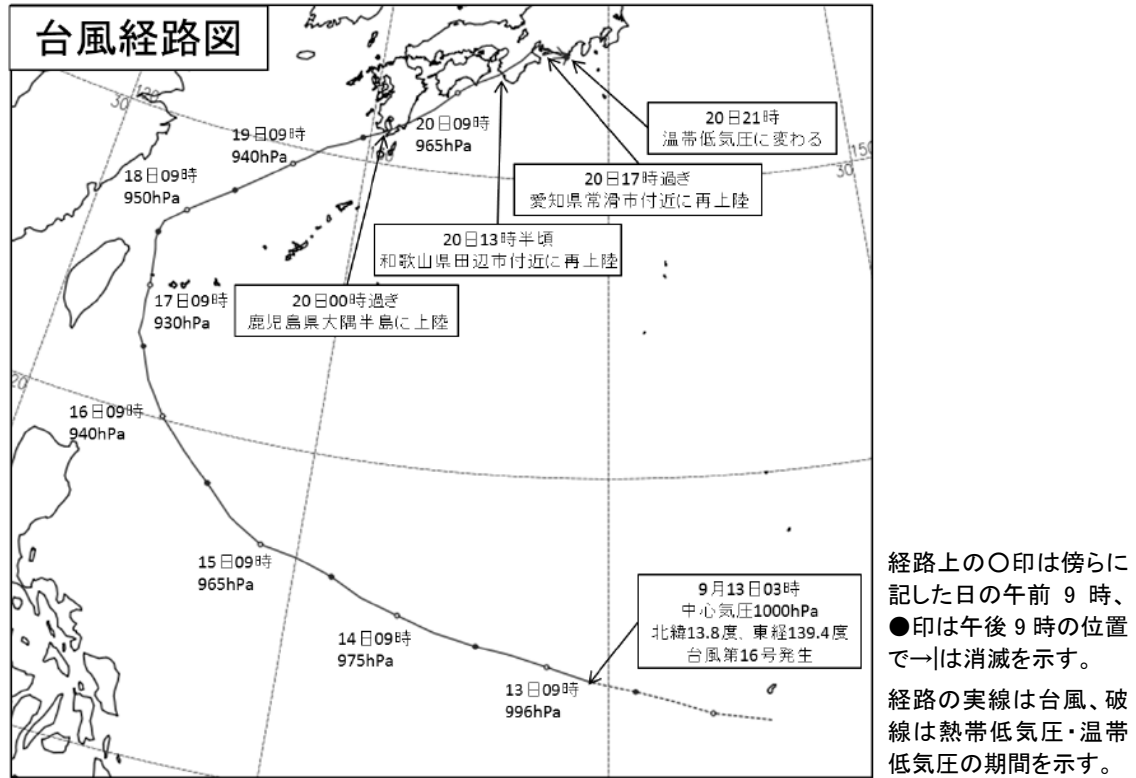 台風経路図
30
120
130
150
30
20
20日21時
温帯低気圧に変わる
20日17時過ぎ
愛知県常滑市付近に再上陸
20日13時半頃
和歌山県田辺市付近に再上陸
20日00時過ぎ
鹿児島県大隅半島に上陸
20日09時
965hPa
19日09時
940hPa
18日09時
950hPa
17日09時
930hPa
16日09時
940hPa
15日09時
965hPa
14日09時
975hPa
13日09時
996hPa
9月13日03時
中心気圧1000hPa
北緯13.8度、東経139.4度
台風第16号発生
経路上の〇印は傍らに
記した日の午前 9 時、
●印は午後 9 時の位置
で→|は消滅を示す。
経路の実線は台風、破
線は熱帯低気圧・温帯
低気圧の期間を示す。